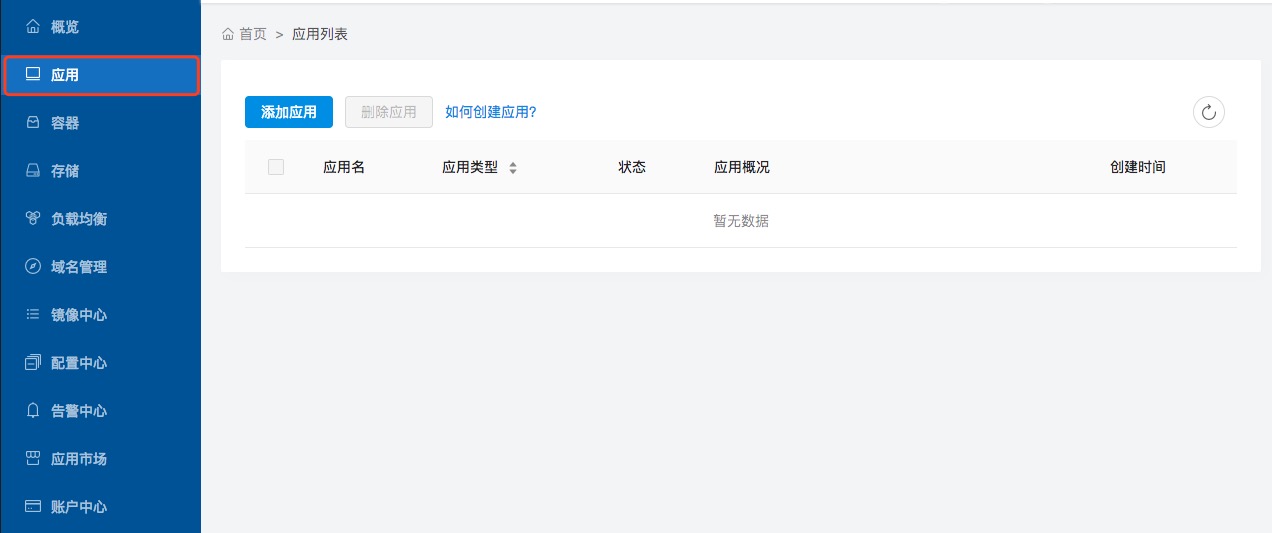 概览
应用
容器
存储
负载均衡
域名管理
镜像中心
配置中心
告警中心
应用市场
账户中心
首页 > 应用列表
添加应用 删除应用 如何创建应用?
应用名 应用类型 状态 应用概况 创建时间
暂无数据